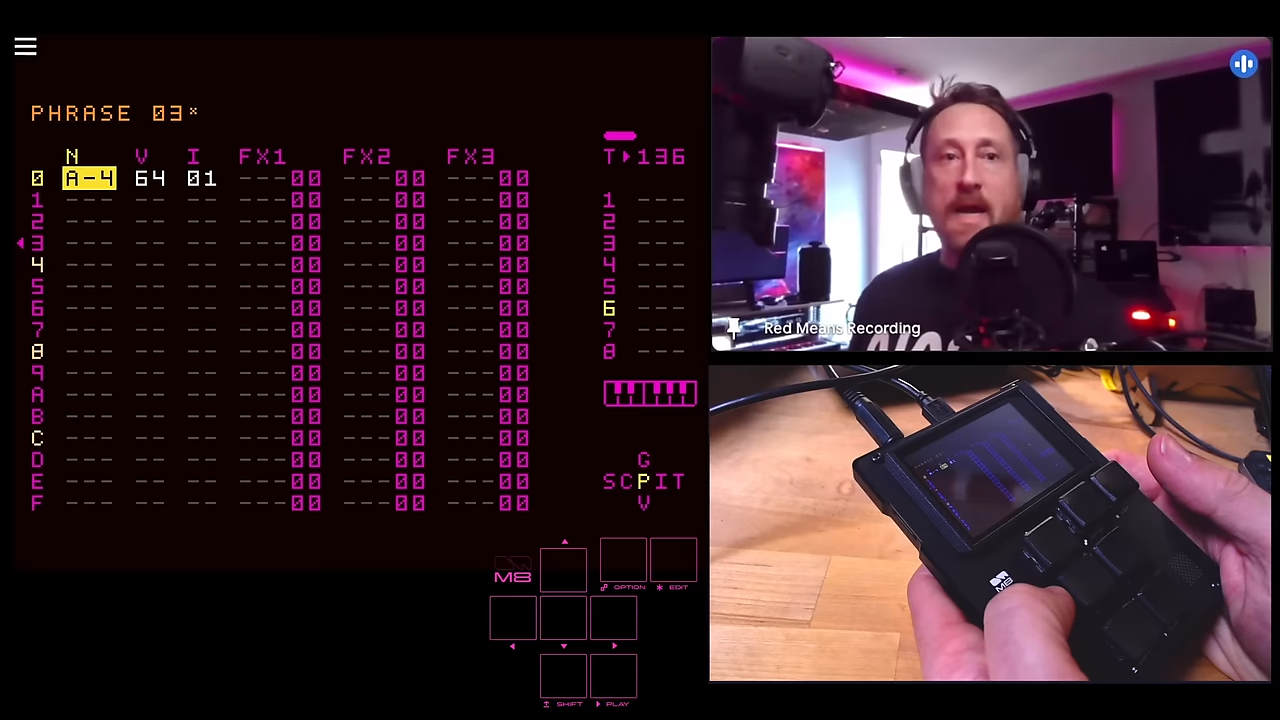 PHRASE 03*
N V I FX1 FX2 FX3 T▸136
0 A-4 64 01 ---00 ---00 ---00
1 --- -- -- ---00 ---00 ---00 1 ---
2 --- -- -- ---00 ---00 ---00 2 ---
3 --- -- -- ---00 ---00 ---00 3 ---
4 --- -- -- ---00 ---00 ---00 4 ---
5 --- -- -- ---00 ---00 ---00 5 ---
6 --- -- -- ---00 ---00 ---00 6 ---
7 --- -- -- ---00 ---00 ---00 7 ---
8 --- -- -- ---00 ---00 ---00 8 ---
9 --- -- -- ---00 ---00 ---00
A --- -- -- ---00 ---00 ---00
B --- -- -- ---00 ---00 ---00
C --- -- -- ---00 ---00 ---00
D --- -- -- ---00 ---00 ---00 G
E --- -- -- ---00 ---00 ---00 SCPIT
F --- -- -- ---00 ---00 ---00 V
M8
OPTION
EDIT
SHIFT
PLAY
Red Means Recording
M8